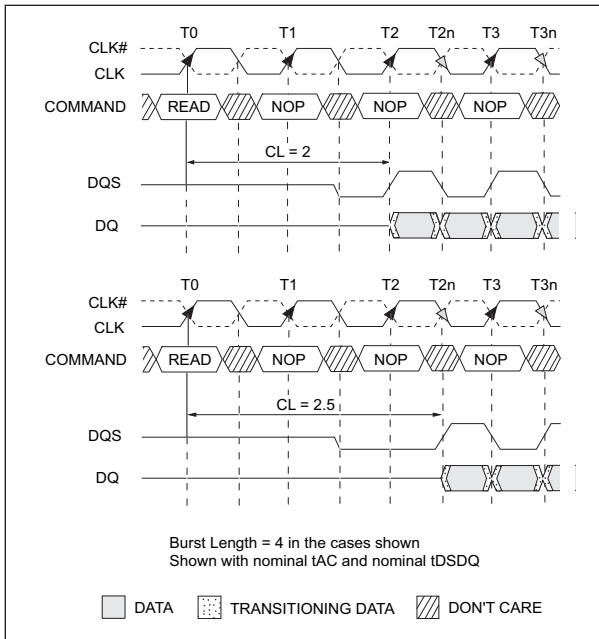 T0 T1 T2 T2n T3 T3n
CLK#
CLK
COMMAND READ NOP NOP NOP
CL = 2
DQS
DQ
T0 T1 T2 T2n T3 T3n
CLK#
CLK
COMMAND READ NOP NOP NOP
CL = 2.5
DQS
DQ
Burst Length = 4 in the cases shown
Shown with nominal tAC and nominal tDSDQ
DATA TRANSITIONING DATA DON'T CARE